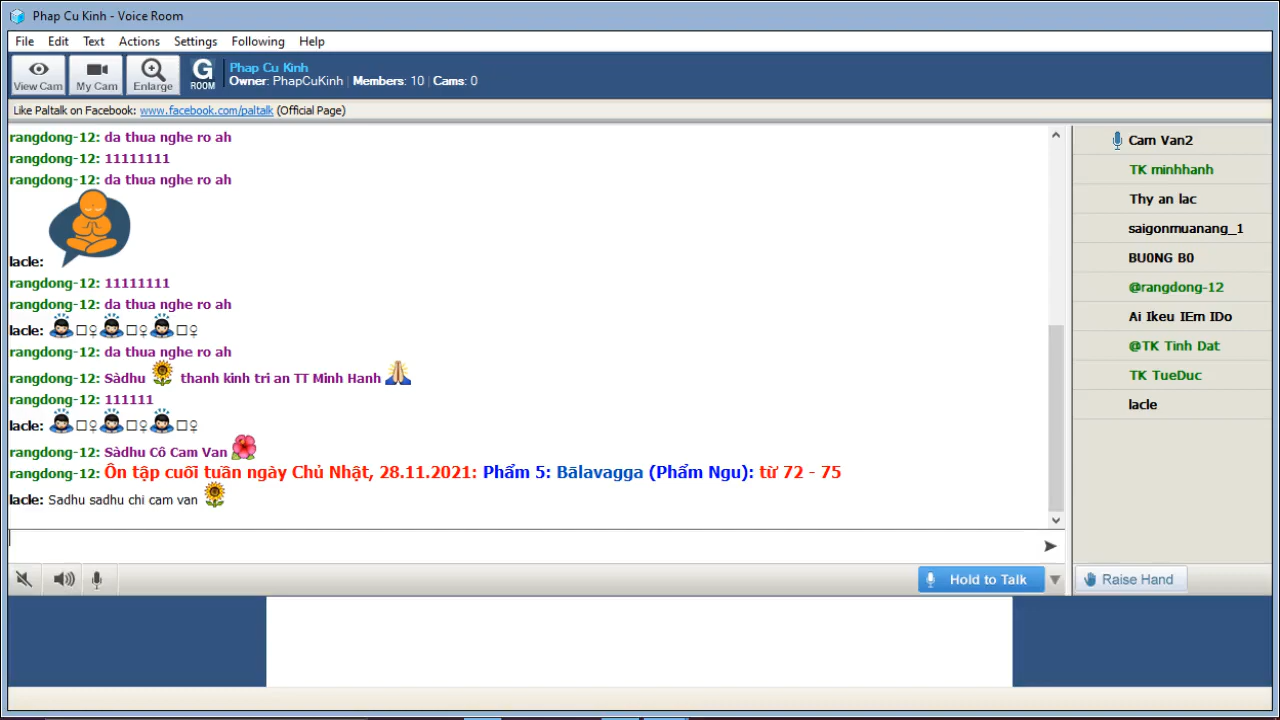 Phap Cu Kinh - Voice Room
File Edit Text Actions Settings Following Help
View Cam My Cam Enlarge G ROOM
Phap Cu Kinh
Owner: PhapCuKinh Members: 10 Cams: 0
Like Paltalk on Facebook: www.facebook.com/paltalk (Official Page)
rangdong-12: da thua nghe ro ah
rangdong-12: 11111111
rangdong-12: da thua nghe ro ah
lacle:
rangdong-12: 11111111
rangdong-12: da thua nghe ro ah
lacle: 🙇□♀🙇□♀🙇□♀
rangdong-12: da thua nghe ro ah
rangdong-12: Sàdhu 🌻 thanh kinh tri an TT Minh Hanh 🙏
rangdong-12: 111111
lacle: 🙇□♀🙇□♀🙇□♀
rangdong-12: Sàdhu Cô Cam Van 🌺
rangdong-12: Ôn tập cuối tuần ngày Chủ Nhật, 28.11.2021: Phẩm 5: Bālavagga (Phẩm Ngu): từ 72 - 75
lacle: Sadhu sadhu chi cam van 🌻
Hold to Talk
Cam Van2
TK minhhanh
Thy an lac
saigonmuanang_1
BU0NG B0
@rangdong-12
Ai Ikeu IEm IDo
@TK Tinh Dat
TK TueDuc
lacle
Raise Hand